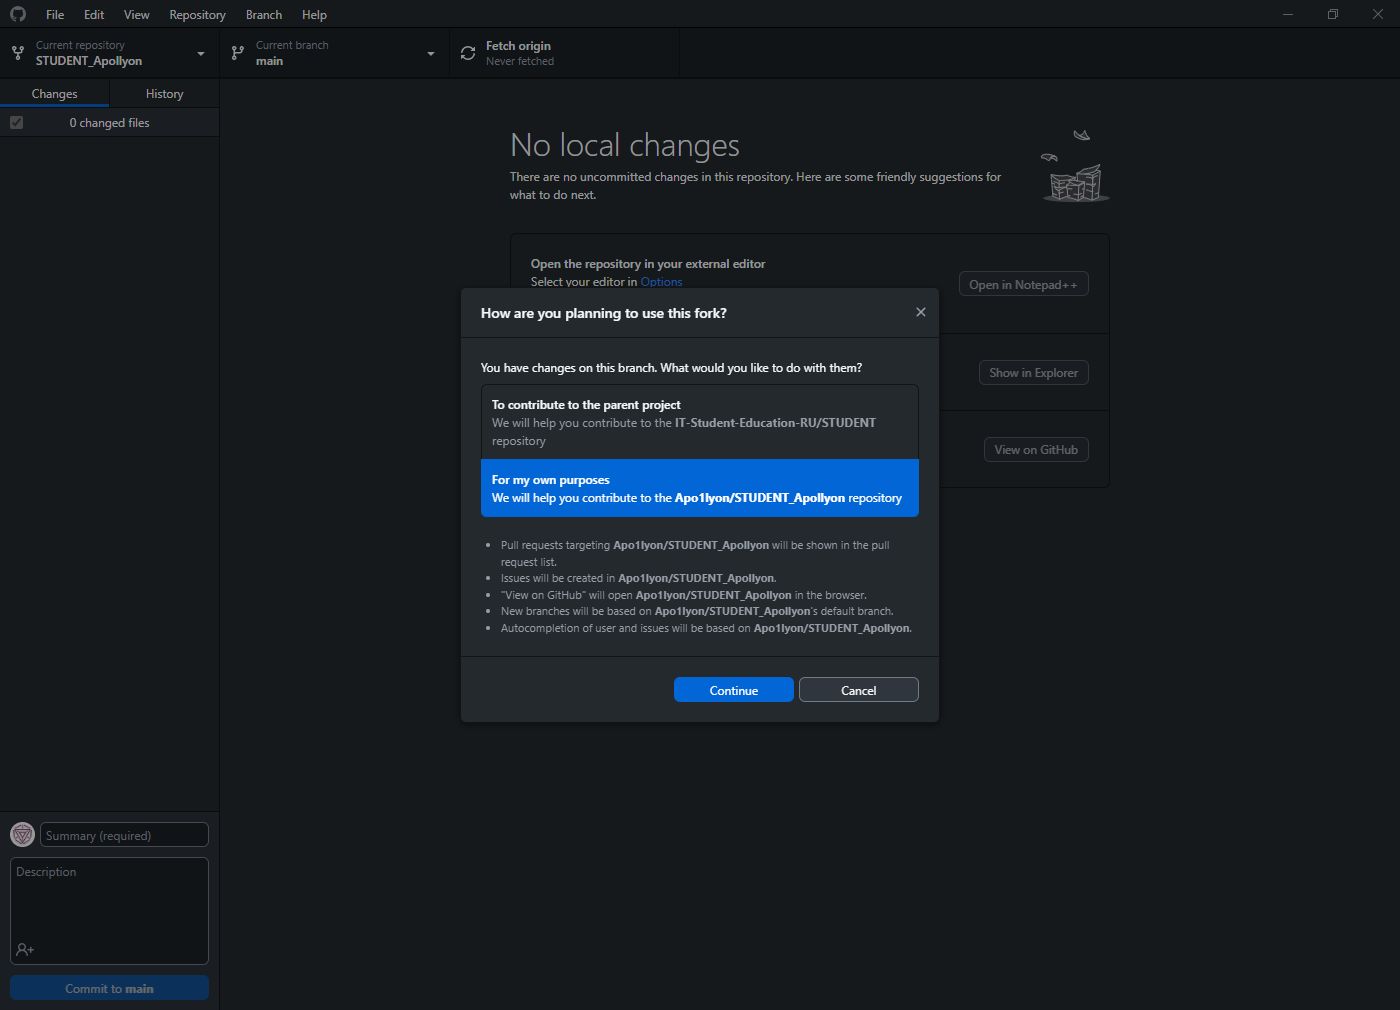 File Edit View Repository Branch Help
Current repository
STUDENT_Apollyon
Current branch
main
Fetch origin
Never fetched
Changes History
0 changed files
No local changes
There are no uncommitted changes in this repository. Here are some friendly suggestions for
what to do next.
Open the repository in your external editor
Select your editor in Options
Open in Notepad++
Show in Explorer
View on GitHub
How are you planning to use this fork?
You have changes on this branch. What would you like to do with them?
To contribute to the parent project
We will help you contribute to the IT-Student-Education-RU/STUDENT
repository
For my own purposes
We will help you contribute to the Apo1lyon/STUDENT_Apollyon repository
Pull requests targeting Apo1lyon/STUDENT_Apollyon will be shown in the pull
request list.
Issues will be created in Apo1lyon/STUDENT_Apollyon.
"View on GitHub" will open Apo1lyon/STUDENT_Apollyon in the browser.
New branches will be based on Apo1lyon/STUDENT_Apollyon's default branch.
Autocompletion of user and issues will be based on Apo1lyon/STUDENT_Apollyon.
Continue Cancel
Summary (required)
Description
Commit to main